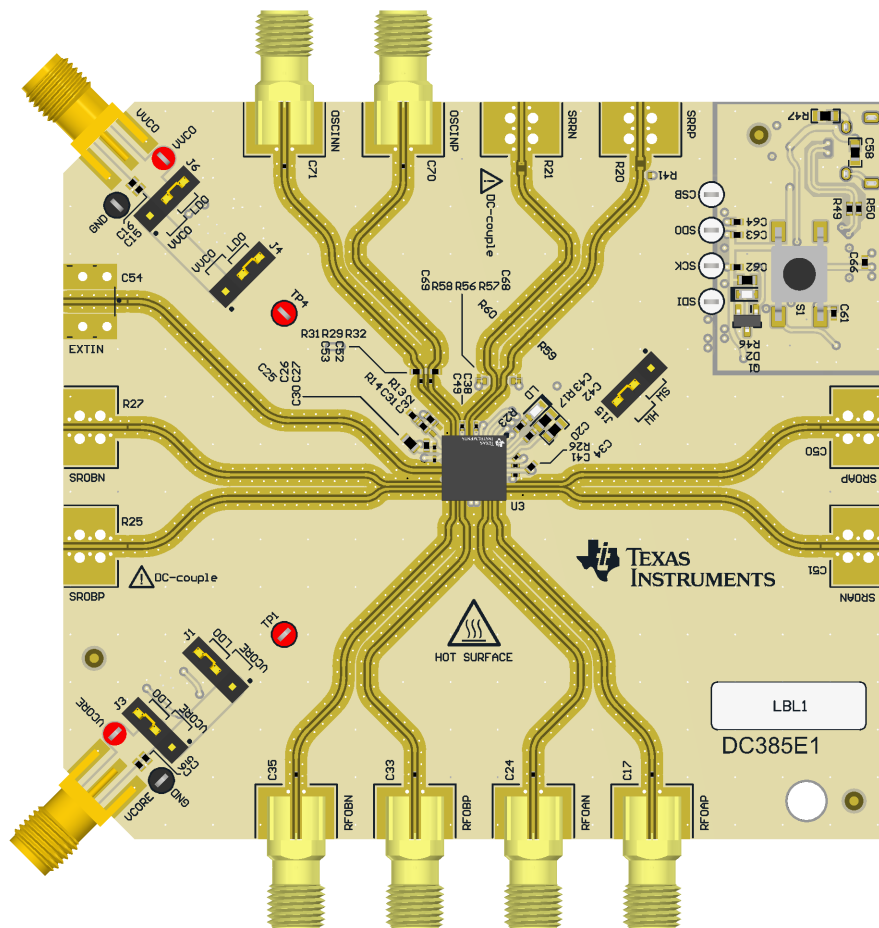 OSCINN
OSCINP
SRRN
SRRP
R47
C58
VVCO
VVCO
C71
C70
R21
R20
R41
J6
LDO
VVCO
GND
C16
C15
DC-couple
CSB
SDO
SCK
SDI
C64
C63
C62
R49
R50
C66
S1
C61
R46
D2
Q1
J4
LDO
VVCO
C54
EXTIN
TP4
C69
R58
R56
R57
C68
R60
R59
R31
R29
R32
C53
C52
C25
C26
C27
C30
R14
C31
R13
C49
C38
R23
C43
R17
C42
C20
R26
C41
C34
J15
SW
R27
SROBN
C50
SROAP
R25
SROBP
DC-couple
U3
TEXAS INSTRUMENTS
TEXAS
INSTRUMENTS
C51
SROAN
HOT SURFACE
TP1
J1
LDO
VCORE
J3
LDO
VCORE
VCORE
VCORE
GND
LBL1
DC385E1
C35
C33
C24
C17
RFOBN
RFOBP
RFOAN
RFOAP